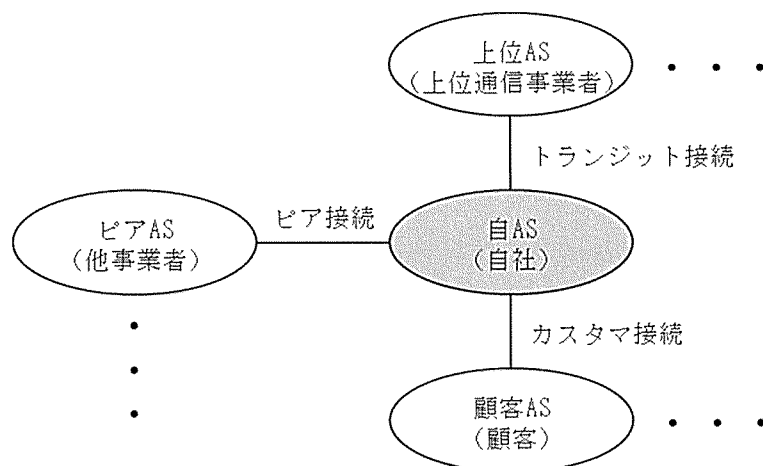 上位AS
(上位通信事業者)
トランジット接続
ピアAS
(他事業者)
ピア接続
自AS
(自社)
カスタマ接続
顧客AS
(顧客)